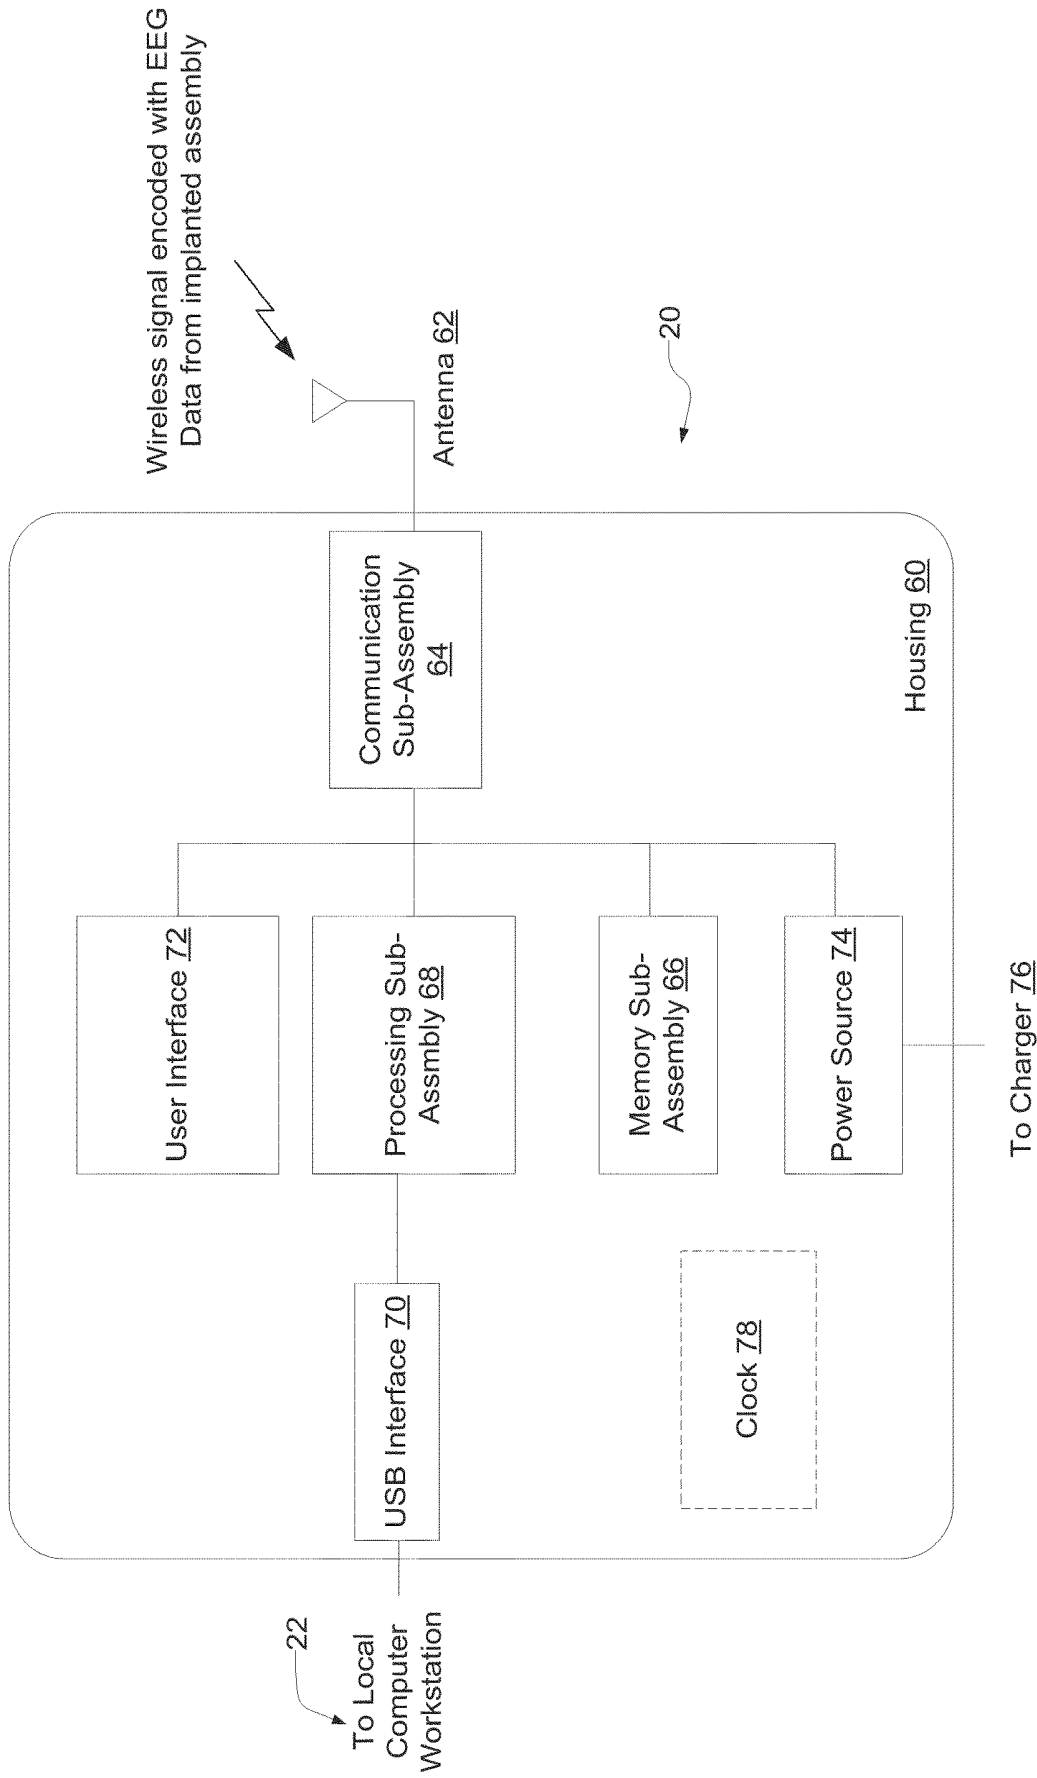 Wireless signal encoded with EEG
Data from implanted assembly
Antenna 62
20
Communication
Sub-Assembly
64
Housing 60
User Interface 72
Processing Sub-
Assmbly 68
Memory Sub-
Assembly 66
Power Source 74
To Charger 76
USB Interface 70
Clock 78
22
To Local
Computer
Workstation